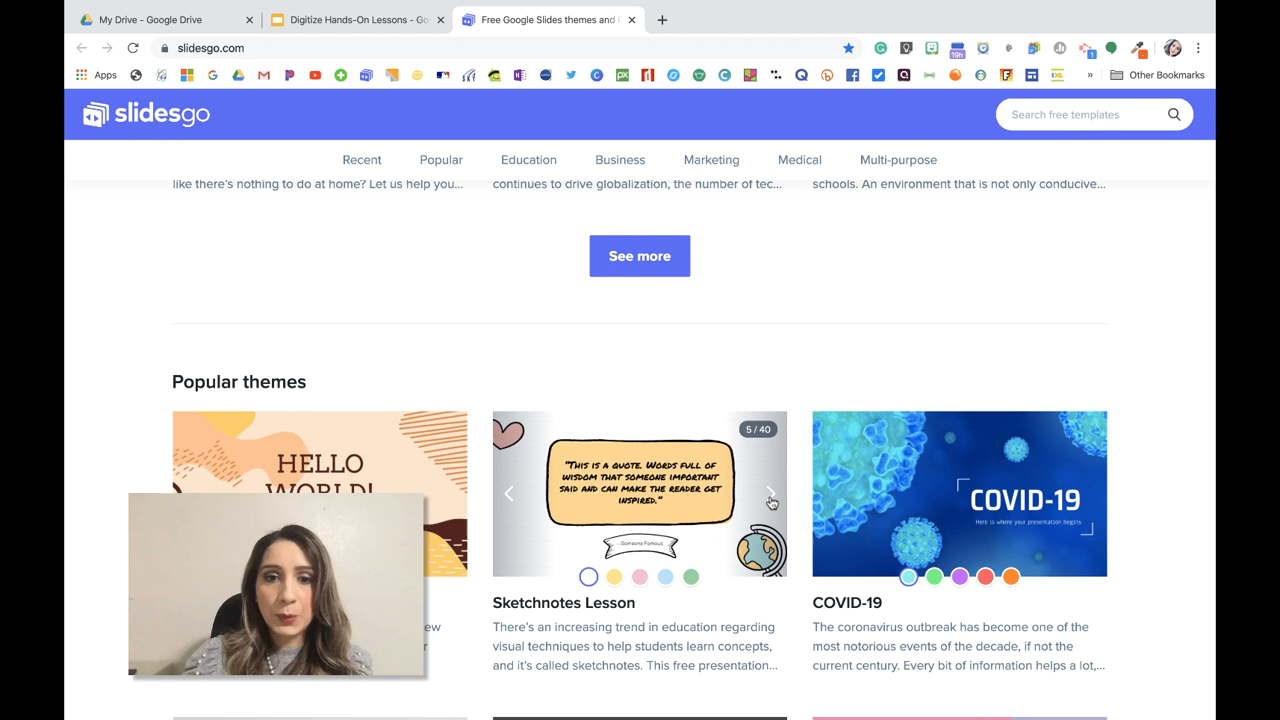 My Drive - Google Drive
Digitize Hands-On Lessons - Go
Free Google Slides themes and
slidesgo.com
19h
1
Apps
Other Bookmarks
slidesgo
Search free templates
Recent
Popular
Education
Business
Marketing
Medical
Multi-purpose
like there's nothing to do at home? Let us help you...
continues to drive globalization, the number of tec...
schools. An environment that is not only conducive...
See more
Popular themes
HELLO
WORLD!
5 / 40
"THIS IS A QUOTE. WORDS FULL OF
WISDOM THAT SOMEONE IMPORTANT
SAID AND CAN MAKE THE READER GET
INSPIRED."
—Someone Famous
COVID-19
Here is where your presentation begins
Sketchnotes Lesson
There's an increasing trend in education regarding
visual techniques to help students learn concepts,
and it's called sketchnotes. This free presentation...
COVID-19
The coronavirus outbreak has become one of the
most notorious events of the decade, if not the
current century. Every bit of information helps a lot,...